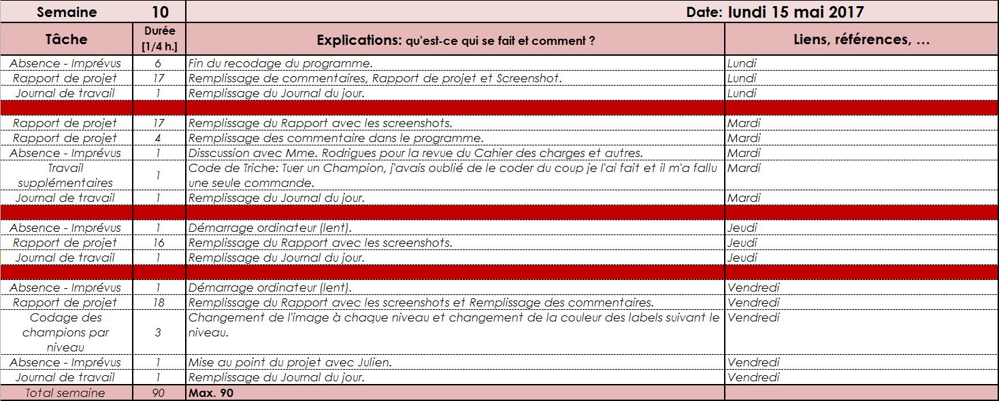 Semaine 10 Date: lundi 15 mai 2017
Tâche Durée [1/4 h.] Explications: qu'est-ce qui se fait et comment ? Liens, références, …
Absence - Imprévus 6 Fin du recodage du programme. Lundi
Rapport de projet 17 Remplissage de commentaires, Rapport de projet et Screenshot. Lundi
Journal de travail 1 Remplissage du Journal du jour. Lundi
Rapport de projet 17 Remplissage du Rapport avec les screenshots. Mardi
Rapport de projet 4 Remplissage des commentaire dans le programme. Mardi
Absence - Imprévus 1 Disscussion avec Mme. Rodrigues pour la revue du Cahier des charges et autres. Mardi
Travail supplémentaires 1 Code de Triche: Tuer un Champion, j'avais oublié de le coder du coup je l'ai fait et il m'a fallu une seule commande. Mardi
Journal de travail 1 Remplissage du Journal du jour. Mardi
Absence - Imprévus 1 Démarrage ordinateur (lent). Jeudi
Rapport de projet 16 Remplissage du Rapport avec les screenshots. Jeudi
Journal de travail 1 Remplissage du Journal du jour. Jeudi
Absence - Imprévus 1 Démarrage ordinateur (lent). Vendredi
Rapport de projet 18 Remplissage du Rapport avec les screenshots et Remplissage des commentaires. Vendredi
Codage des champions par niveau 3 Changement de l'image à chaque niveau et changement de la couleur des labels suivant le niveau. Vendredi
Absence - Imprévus 1 Mise au point du projet avec Julien. Vendredi
Journal de travail 1 Remplissage du Journal du jour. Vendredi
Total semaine 90 Max. 90